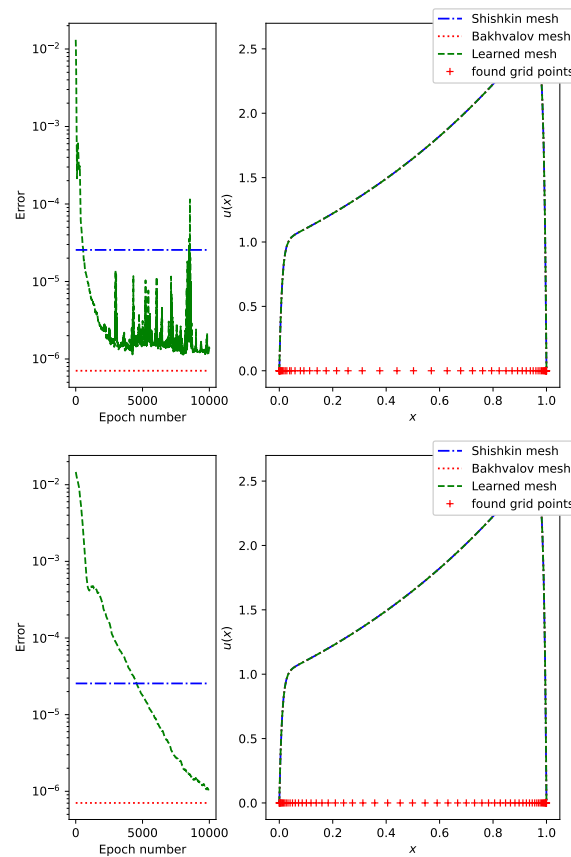 Shishkin mesh
Bakhvalov mesh
Learned mesh
found grid points
10⁻²
10⁻³
10⁻⁴
10⁻⁵
10⁻⁶
Error
0 5000 10000
Epoch number
2.5
2.0
1.5
1.0
0.5
0.0
u(x)
0.0 0.2 0.4 0.6 0.8 1.0
x
Shishkin mesh
Bakhvalov mesh
Learned mesh
found grid points
10⁻²
10⁻³
10⁻⁴
10⁻⁵
10⁻⁶
Error
0 5000 10000
Epoch number
2.5
2.0
1.5
1.0
0.5
0.0
u(x)
0.0 0.2 0.4 0.6 0.8 1.0
x